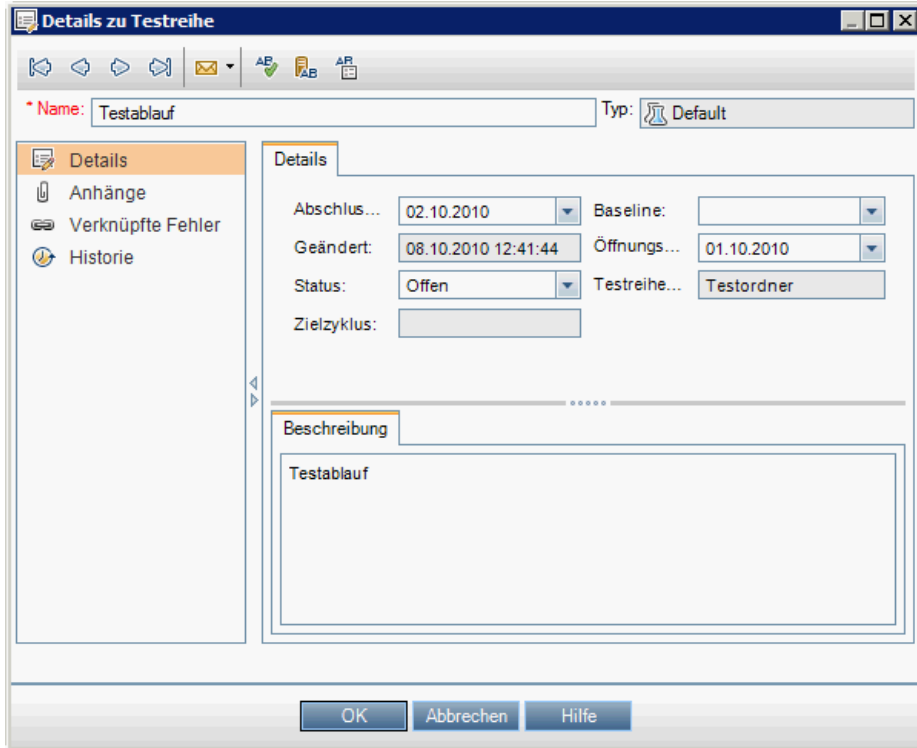 Details zu Testreihe
* Name: Testablauf Typ: Default
Details
Anhänge
Verknüpfte Fehler
Historie
Details
Abschlus... 02.10.2010 Baseline:
Geändert: 08.10.2010 12:41:44 Öffnungs... 01.10.2010
Status: Offen Testreihe... Testordner
Zielzyklus:
Beschreibung
Testablauf
OK Abbrechen Hilfe